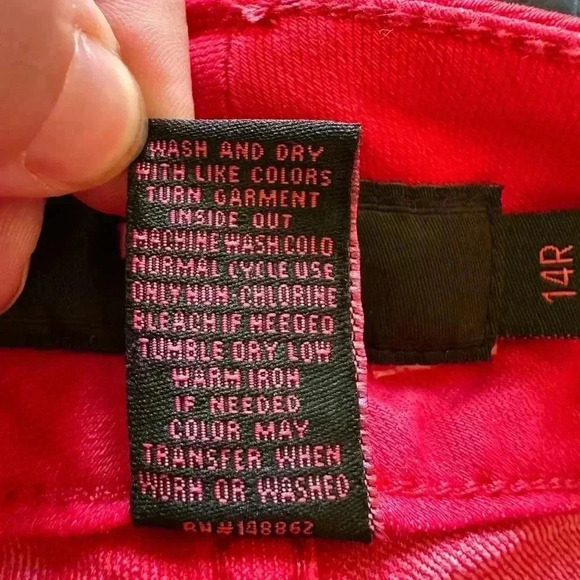 WASH AND DRY
WITH LIKE COLORS
TURN GARMENT
INSIDE OUT
MACHINE WASH COLD
NORMAL CYCLE USE
ONLY NON-CHLORINE
BLEACH IF NEEDED
TUMBLE DRY LOW
WARM IRON
IF NEEDED
COLOR MAY
TRANSFER WHEN
WORN OR WASHED
RN#148862
14R